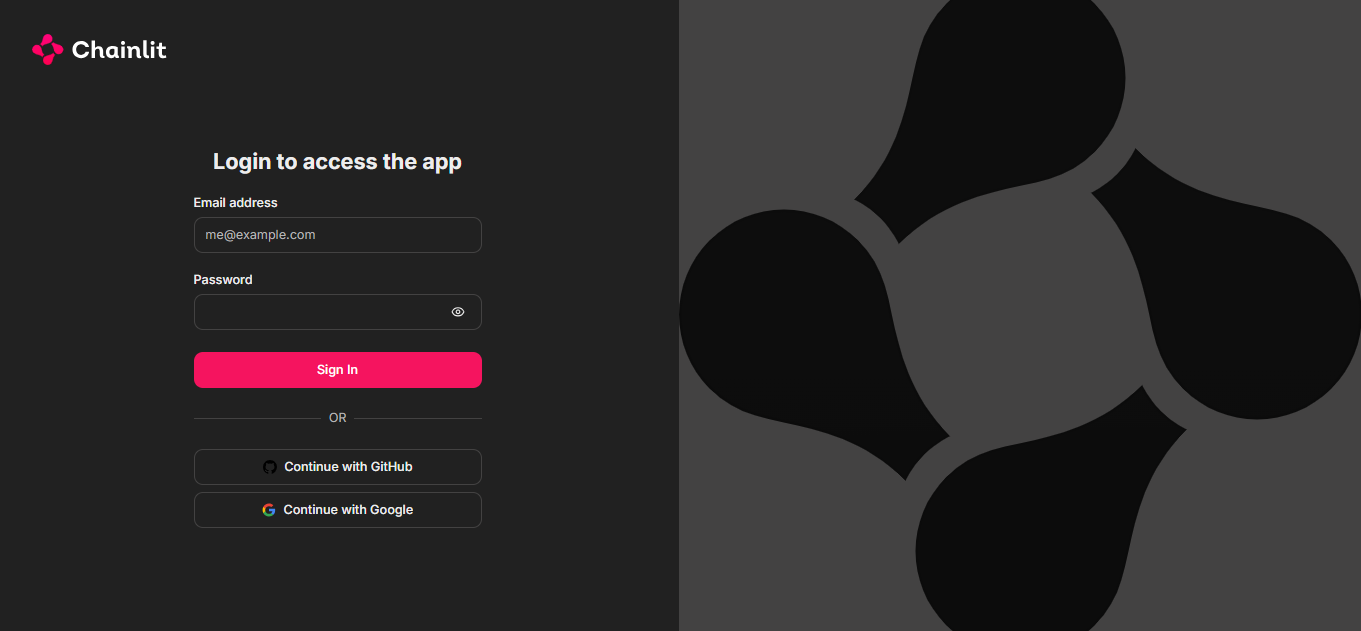 Chainlit
Login to access the app
Email address
me@example.com
Password
Sign In
OR
Continue with GitHub
Continue with Google